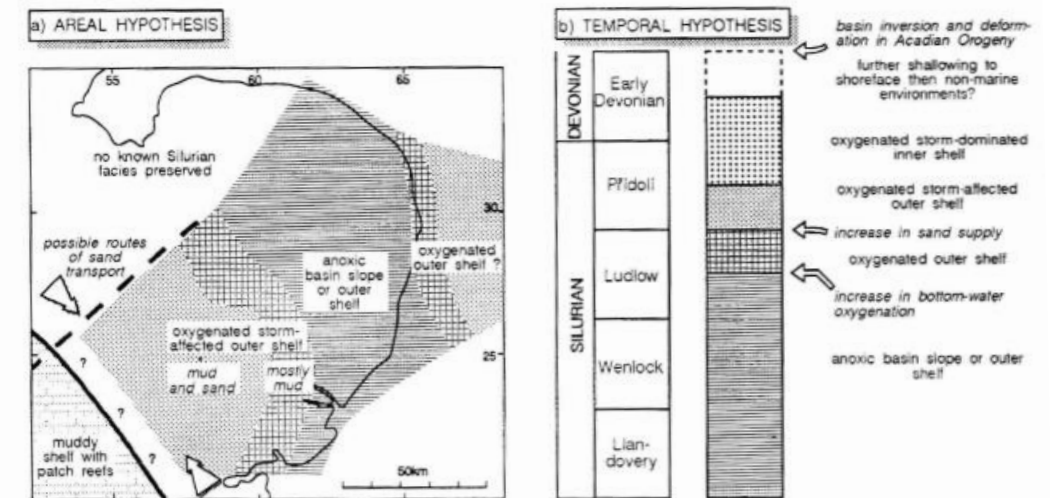 a) AREAL HYPOTHESIS
55
60
65
no known Silurian
facies preserved
30
possible routes
of sand
transport
anoxic
basin slope
or outer
shelf
oxygenated
outer shelf ?
oxygenated storm-
affected outer shelf
mud
and sand
mostly
mud
25
?
?
?
muddy
shelf with
patch reefs
50km
b) TEMPORAL HYPOTHESIS
DEVONIAN
SILURIAN
Early
Devonian
Přídolí
Ludlow
Wenlock
Llan-
dovery
basin inversion and deform-
ation in Acadian Orogeny
further shallowing to
shoreface then non-marine
environments?
oxygenated storm-dominated
inner shelf
oxygenated storm-affected
outer shelf
increase in sand supply
oxygenated outer shelf
increase in bottom-water
oxygenation
anoxic basin slope or outer
shelf